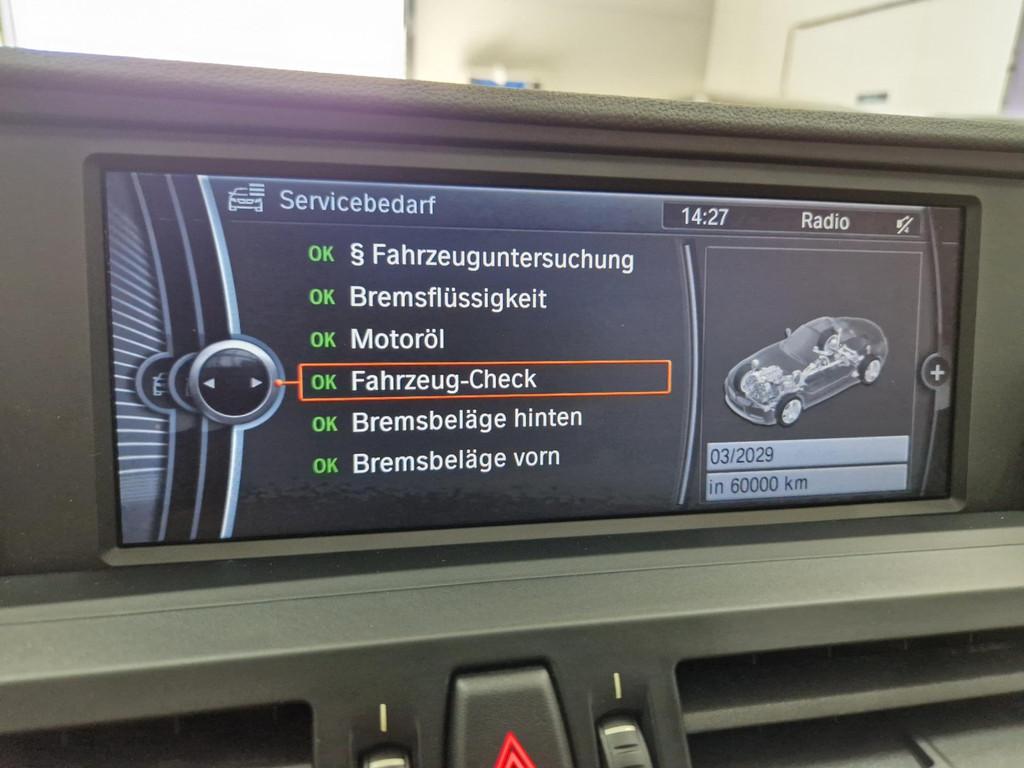 Servicebedarf
14:27 Radio
OK § Fahrzeuguntersuchung
OK Bremsflüssigkeit
OK Motoröl
OK Fahrzeug-Check
OK Bremsbeläge hinten
OK Bremsbeläge vorn
03/2029
in 60000 km